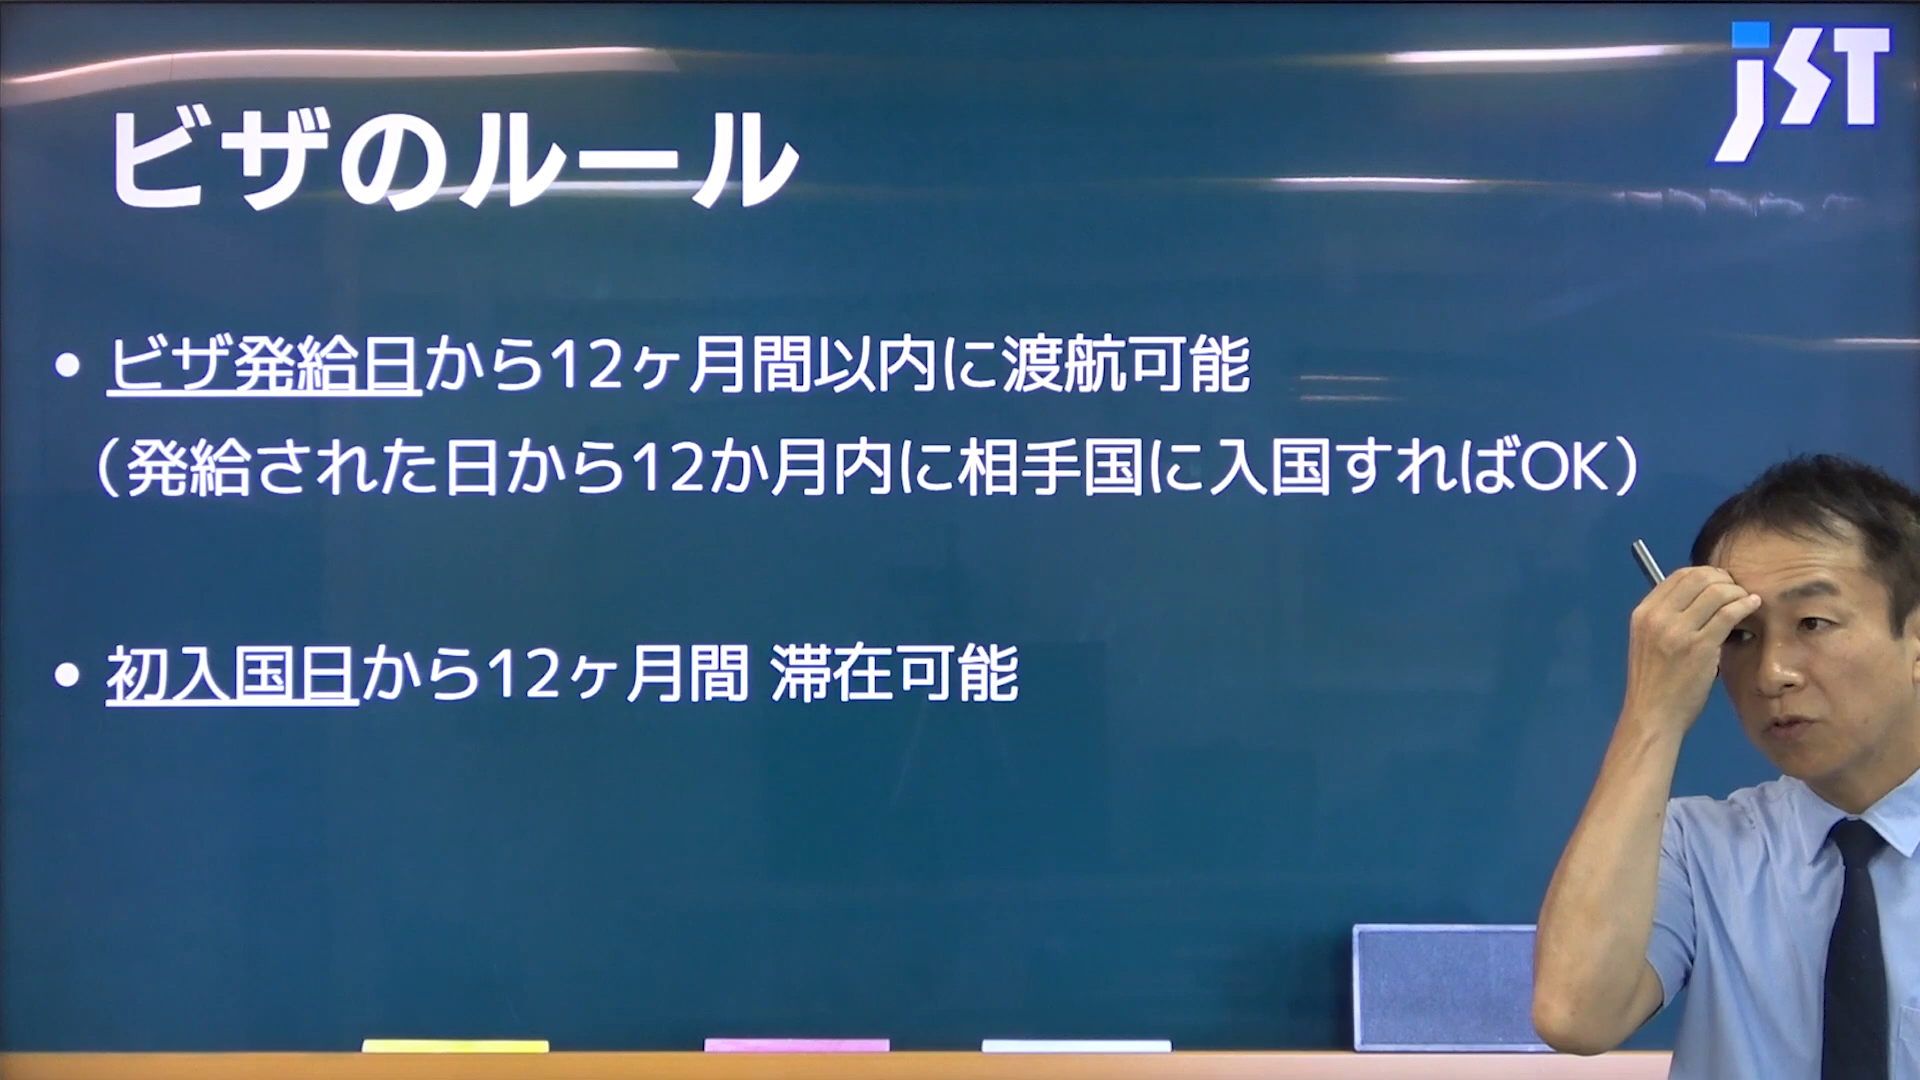 jST
ビザのルール
• ビザ発給日から12ヶ月間以内に渡航可能
（発給された日から12か月内に相手国に入国すればOK）
• 初入国日から12ヶ月間 滞在可能